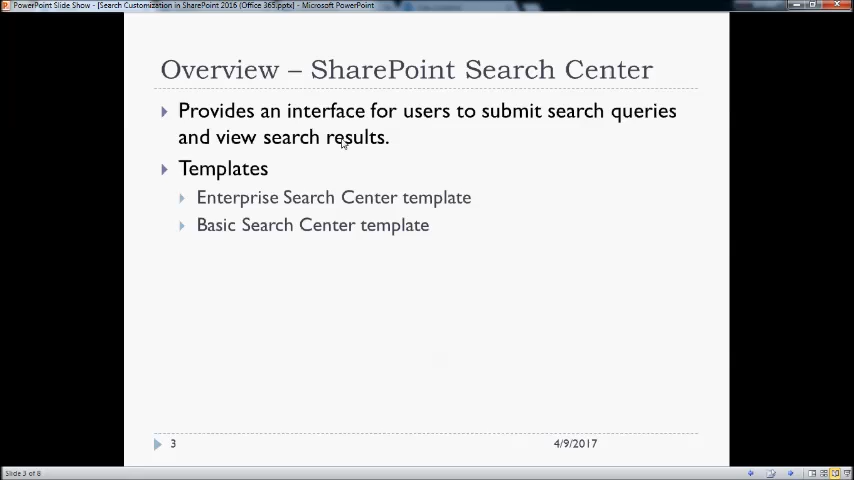 PowerPoint Slide Show - [Search Customization in SharePoint 2016 (Office 365.pptx] - Microsoft PowerPoint
Overview – SharePoint Search Center
Provides an interface for users to submit search queries
and view search results.
Templates
Enterprise Search Center template
Basic Search Center template
3
4/9/2017
Slide 3 of 8